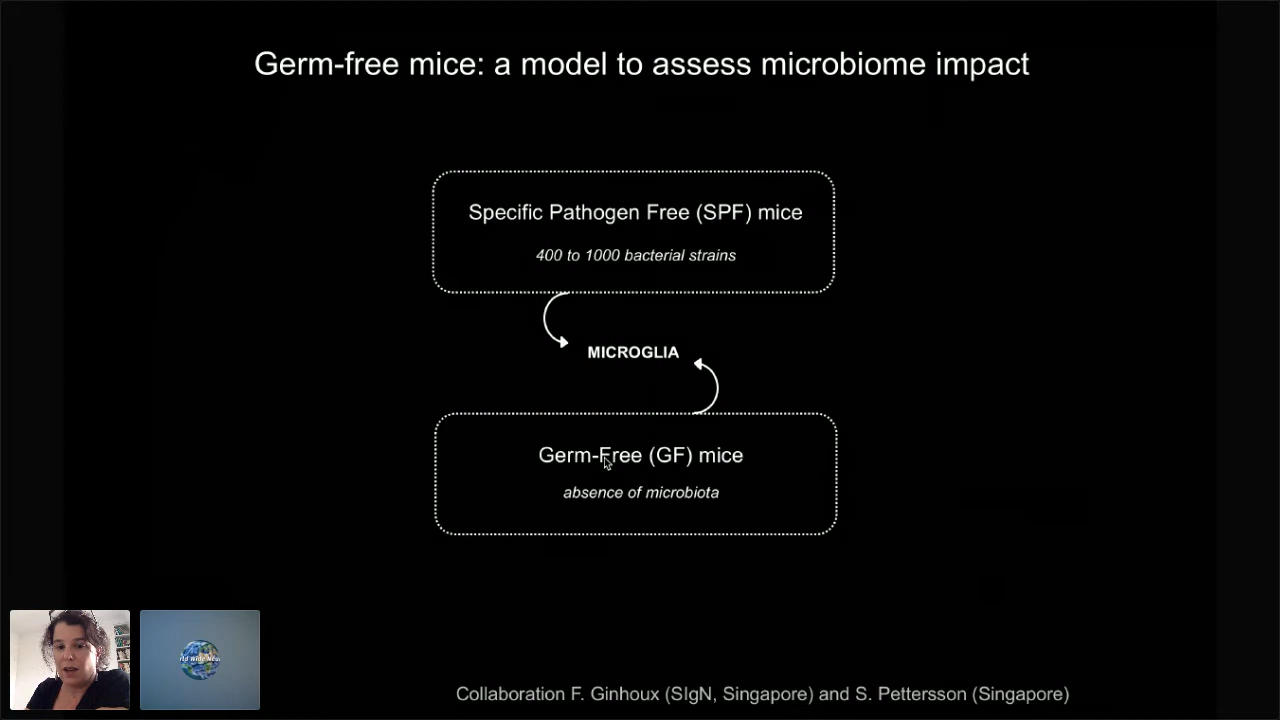 Germ-free mice: a model to assess microbiome impact
Specific Pathogen Free (SPF) mice
400 to 1000 bacterial strains
MICROGLIA
Germ-Free (GF) mice
absence of microbiota
Wide
Collaboration F. Ginhoux (SIgN, Singapore) and S. Pettersson (Singapore)